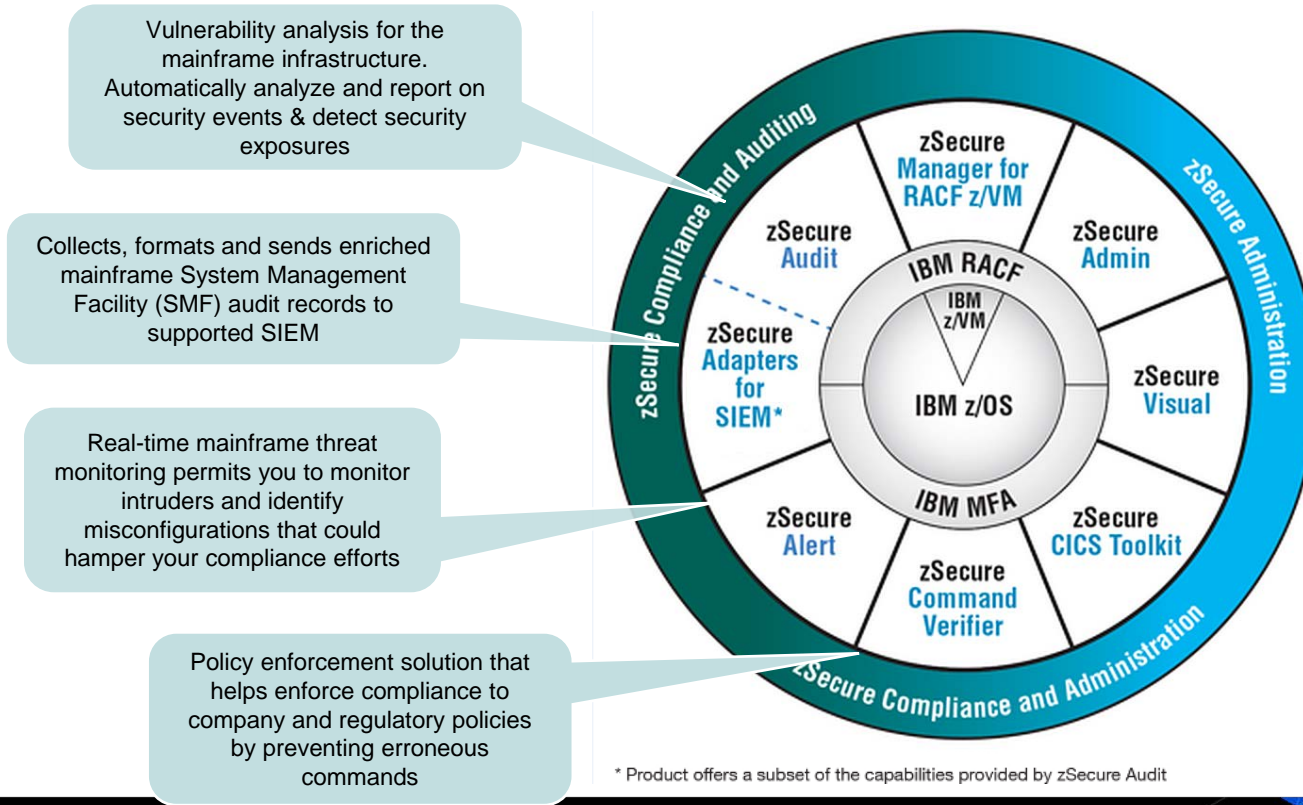 Vulnerability analysis for the
mainframe infrastructure.
Automatically analyze and report on
security events & detect security
exposures
Collects, formats and sends enriched
mainframe System Management
Facility (SMF) audit records to
supported SIEM
Real-time mainframe threat
monitoring permits you to monitor
intruders and identify
misconfigurations that could
hamper your compliance efforts
Policy enforcement solution that
helps enforce compliance to
company and regulatory policies
by preventing erroneous
commands
zSecure Compliance and Auditing
zSecure Administration
zSecure Compliance and Administration
zSecure
Manager for
RACF z/VM
zSecure
Audit
zSecure
Admin
zSecure
Adapters
for
SIEM*
zSecure
Visual
zSecure
Alert
zSecure
Command
Verifier
zSecure
CICS Toolkit
IBM RACF
IBM
z/VM
IBM z/OS
IBM MFA
* Product offers a subset of the capabilities provided by zSecure Audit